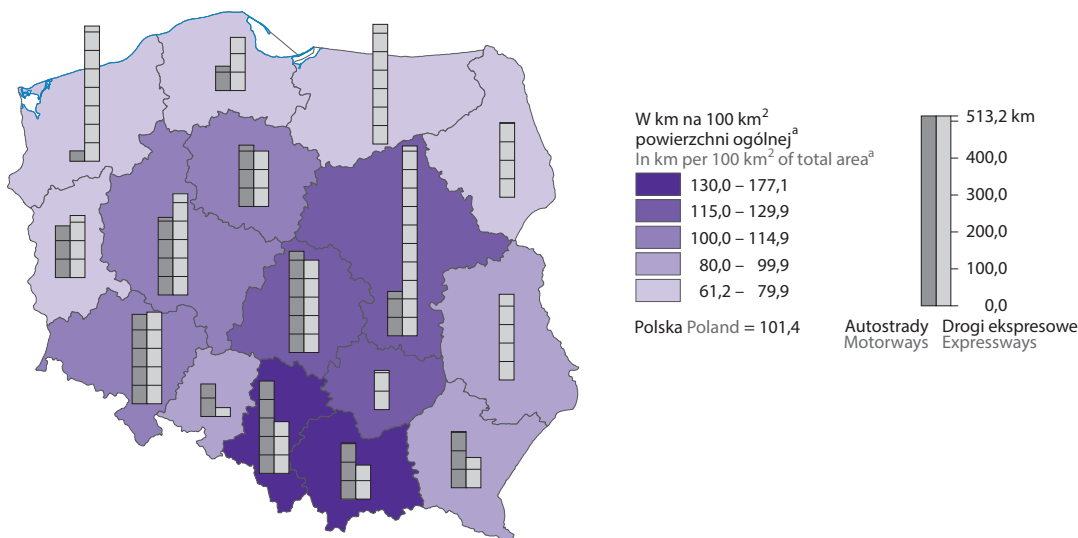 W km na 100 km²
powierzchni ogólnejᵃ
In km per 100 km² of total areaᵃ
130,0 – 177,1
115,0 – 129,9
100,0 – 114,9
80,0 – 99,9
61,2 – 79,9
Polska Poland = 101,4
513,2 km
400,0
300,0
200,0
100,0
0,0
Autostrady Drogi ekspresowe
Motorways Expressways